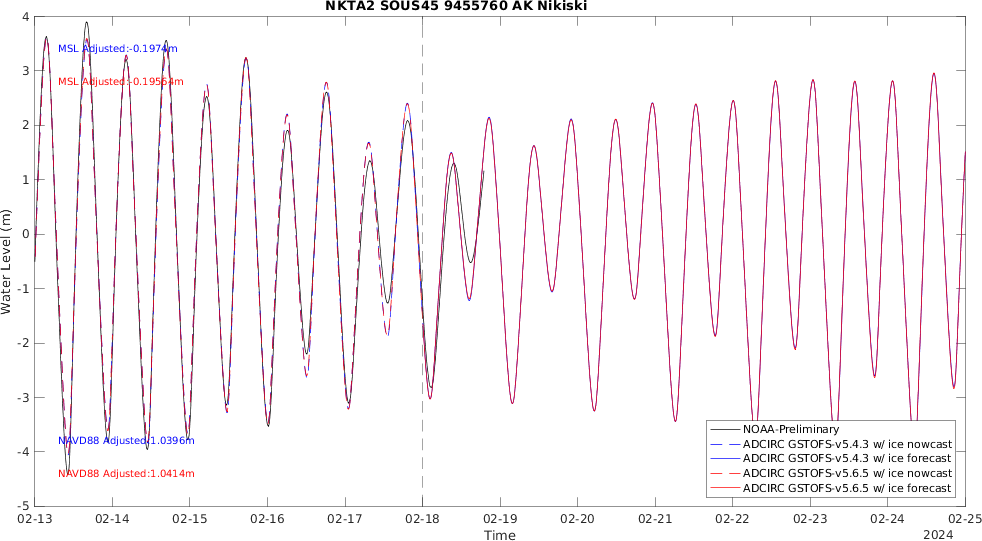 NKTA2 SOUS45 9455760 AK Nikiski
4
3
2
1
0
-1
-2
-3
-4
-5
Water Level (m)
MSL Adjusted:-0.1974m
MSL Adjusted:-0.19564m
NAVD88 Adjusted:1.0396m
NAVD88 Adjusted:1.0414m
NOAA-Preliminary
ADCIRC GSTOFS-v5.4.3 w/ ice nowcast
ADCIRC GSTOFS-v5.4.3 w/ ice forecast
ADCIRC GSTOFS-v5.6.5 w/ ice nowcast
ADCIRC GSTOFS-v5.6.5 w/ ice forecast
02-13 02-14 02-15 02-16 02-17 02-18 02-19 02-20 02-21 02-22 02-23 02-24 02-25
Time
2024